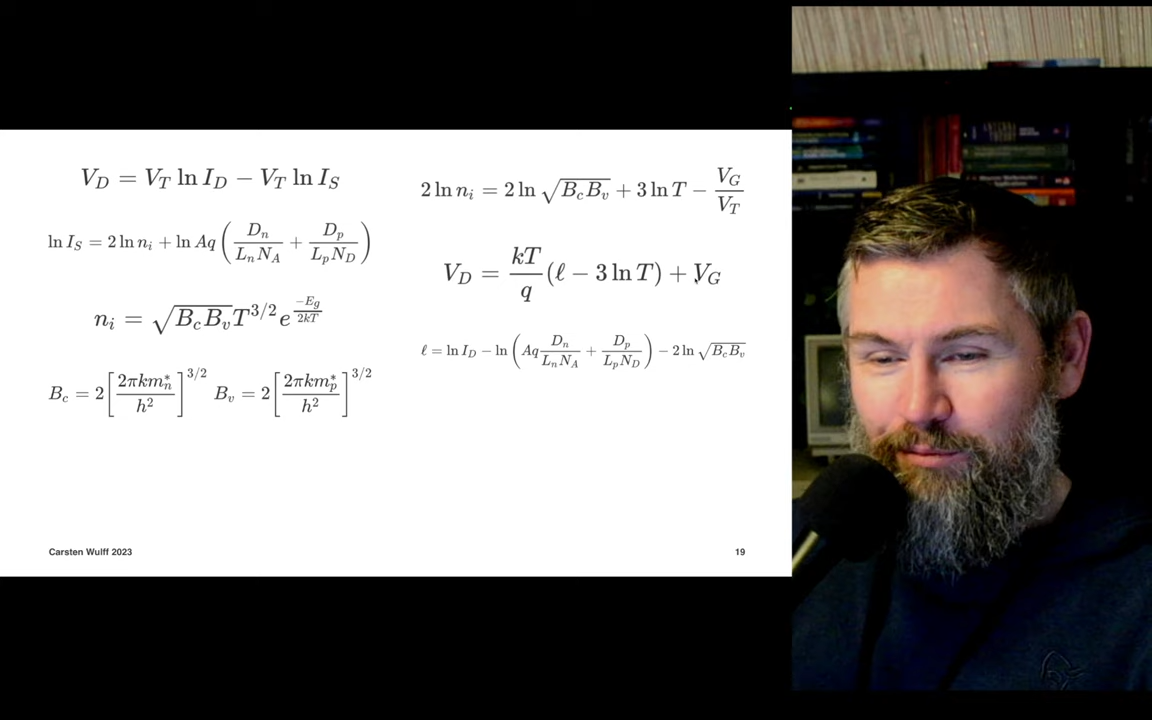 V_D = V_T ln I_D − V_T ln I_S
ln I_S = 2 ln n_i + ln Aq ( D_n / (L_n N_A) + D_p / (L_p N_D) )
n_i = √(B_c B_v) T^{3/2} e^{−E_g / 2kT}
B_c = 2 [ 2πkm_n^* / h^2 ]^{3/2} B_v = 2 [ 2πkm_p^* / h^2 ]^{3/2}
2 ln n_i = 2 ln √(B_c B_v) + 3 ln T − V_G / V_T
V_D = kT / q (ℓ − 3 ln T) + V_G
ℓ = ln I_D − ln ( Aq D_n / (L_n N_A) + D_p / (L_p N_D) ) − 2 ln √(B_c B_v)
Carsten Wulff 2023
19